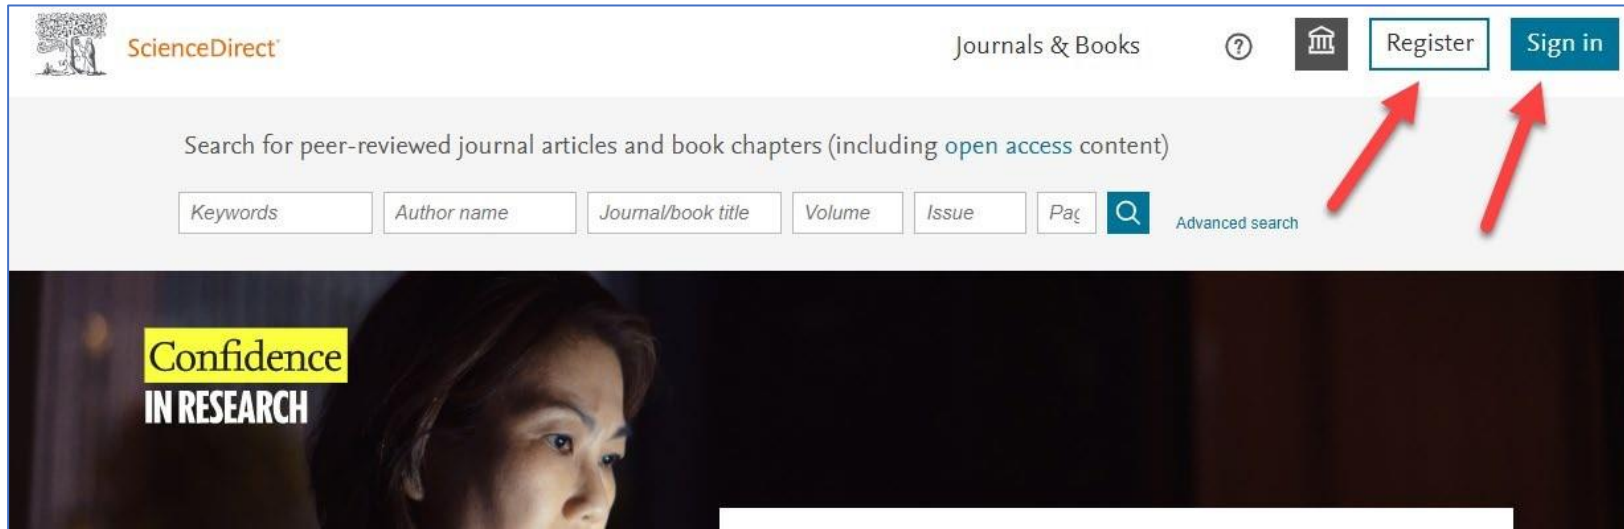 ScienceDirect
Journals & Books
?
Register
Sign in
Search for peer-reviewed journal articles and book chapters (including open access content)
Keywords
Author name
Journal/book title
Volume
Issue
Advanced search
Confidence
IN RESEARCH